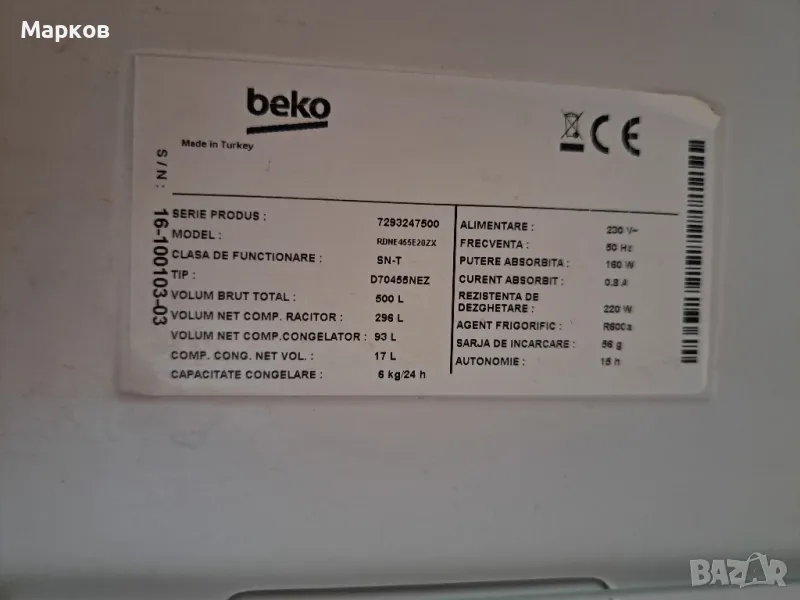 Марков
beko
Made in Turkey
S/N: 16-100103-03
SERIE PRODUS : 7293247500
MODEL : RDNE455E20ZX
CLASA DE FUNCTIONARE : SN-T
TIP : D70455NEZ
VOLUM BRUT TOTAL : 500 L
VOLUM NET COMP. RACITOR : 296 L
VOLUM NET COMP.CONGELATOR : 93 L
COMP. CONG. NET VOL. : 17 L
CAPACITATE CONGELARE : 6 kg/24 h
ALIMENTARE : 230 V~
FRECVENTA : 50 Hz
PUTERE ABSORBITA : 160 W
CURENT ABSORBIT : 0,8 A
REZISTENTA DE
DEZGHETARE : 220 W
AGENT FRIGORIFIC : R600a
SARJA DE INCARCARE : 56 g
AUTONOMIE : 15 h
BAZAR